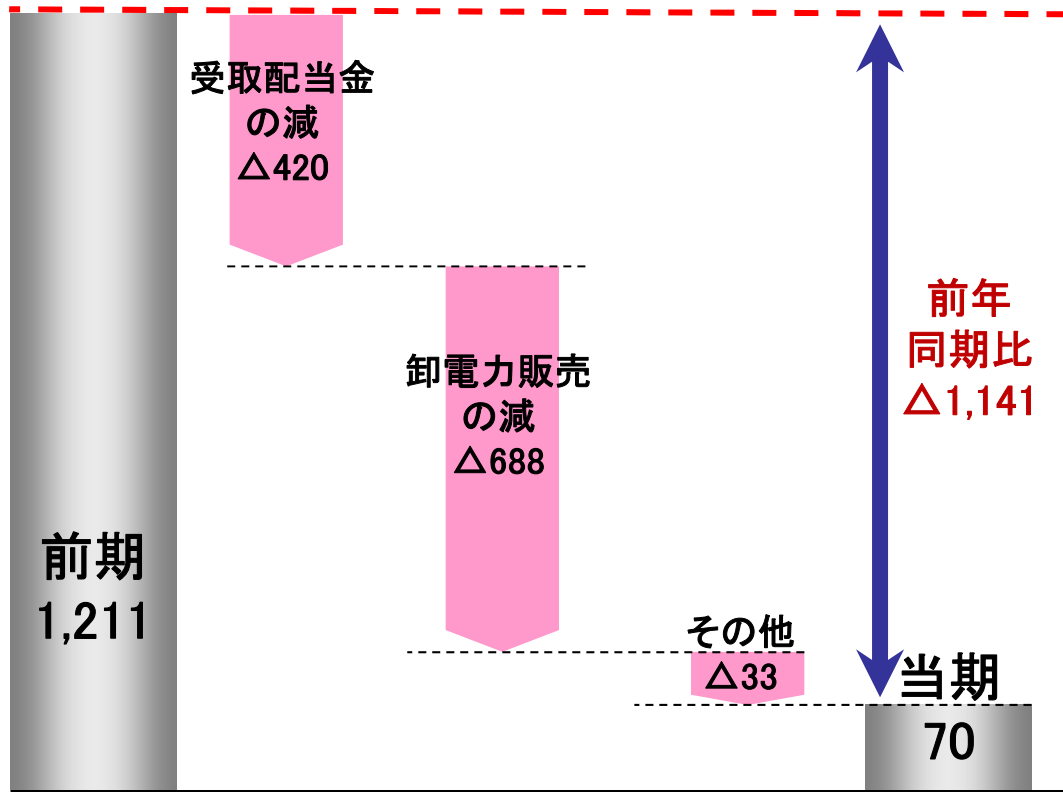 受取配当金
の減
△420
卸電力販売
の減
△688
前年
同期比
△1,141
前期
1,211
その他
△33
当期
70